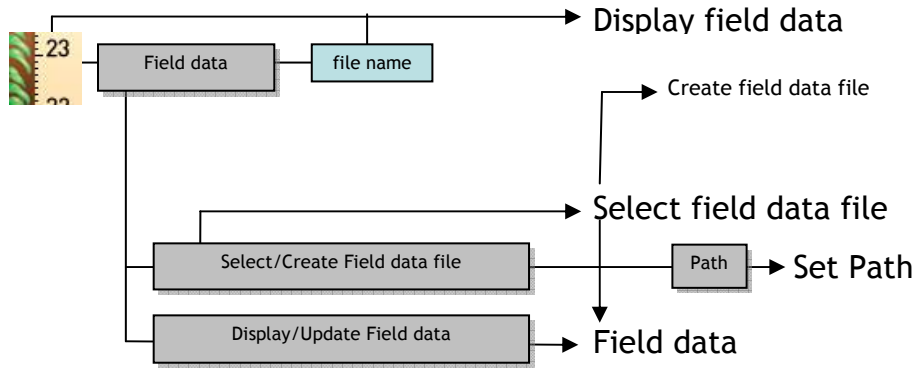 Display field data
23
Field data
file name
Create field data file
Select field data file
Select/Create Field data file
Path
Set Path
Display/Update Field data
Field data